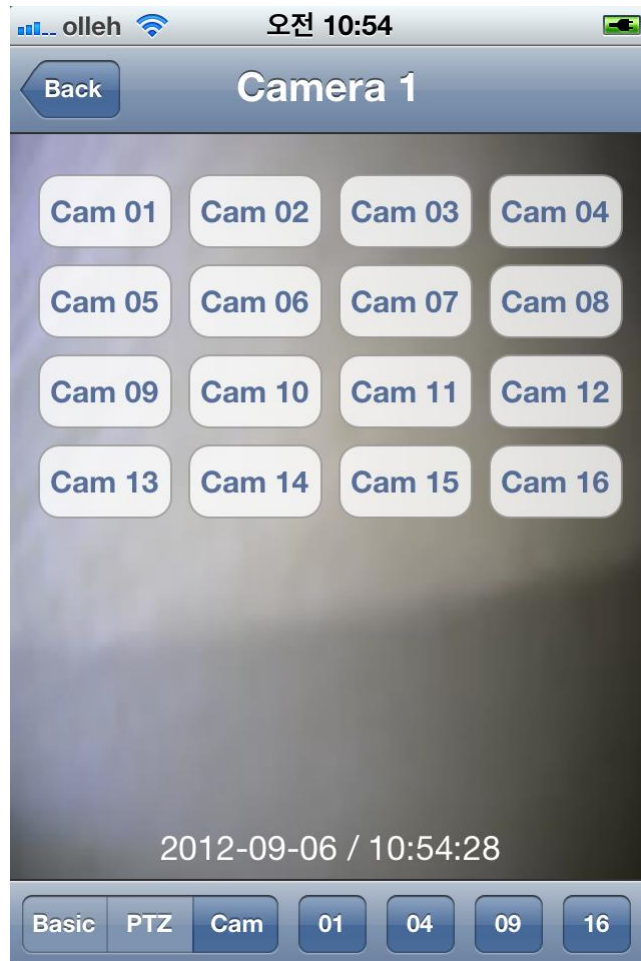 olleh 오전 10:54
Back Camera 1
Cam 01 Cam 02 Cam 03 Cam 04
Cam 05 Cam 06 Cam 07 Cam 08
Cam 09 Cam 10 Cam 11 Cam 12
Cam 13 Cam 14 Cam 15 Cam 16
2012-09-06 / 10:54:28
Basic PTZ Cam 01 04 09 16